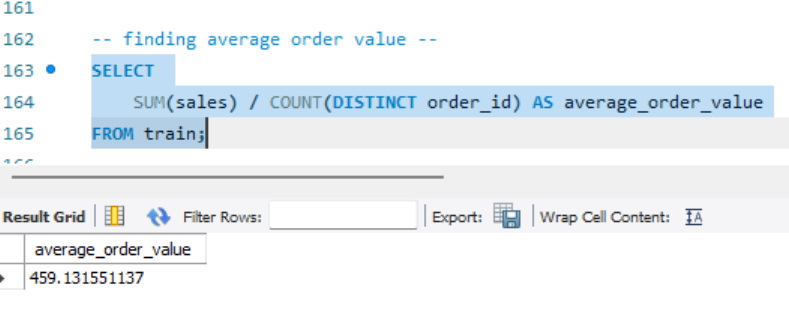 161
162 -- finding average order value --
163 SELECT
164 SUM(sales) / COUNT(DISTINCT order_id) AS average_order_value
165 FROM train;
Result Grid Filter Rows: Export: Wrap Cell Content: IA
average_order_value
459.131551137